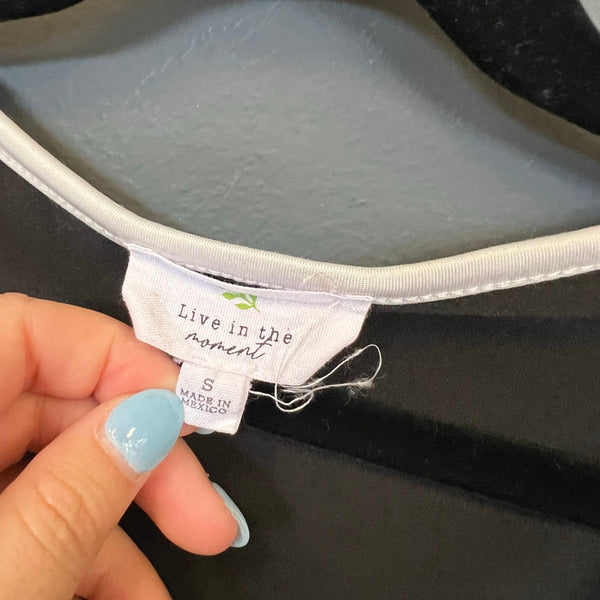 Live in the
moment
S
MADE IN
MEXICO